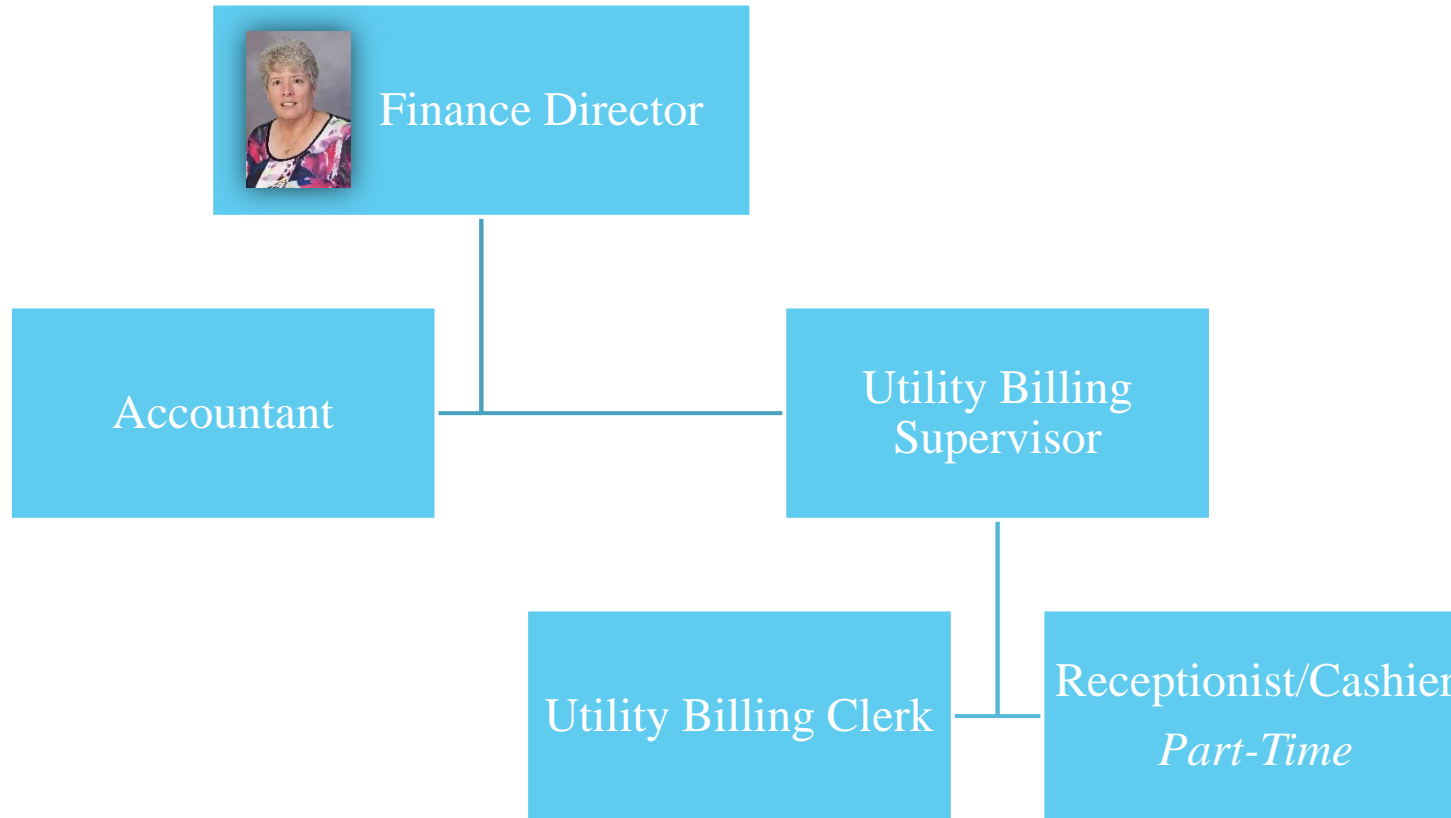 Finance Director
Accountant
Utility Billing
Supervisor
Utility Billing Clerk
Receptionist/Cashier
Part-Time